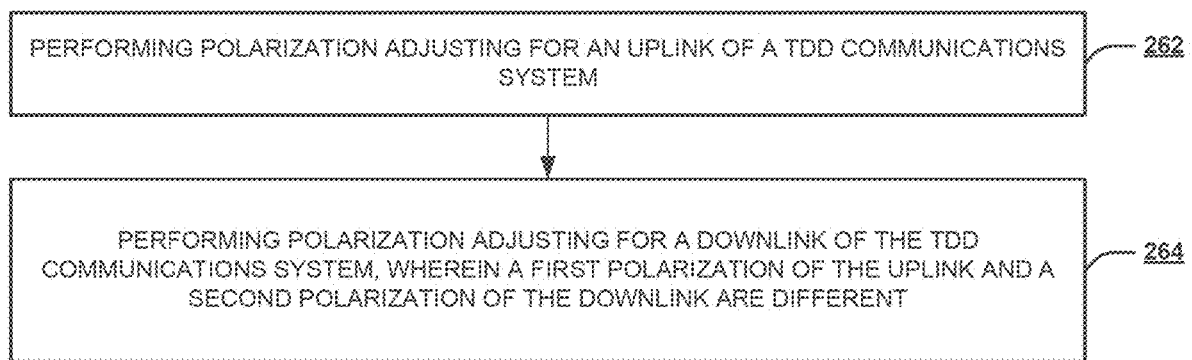 PERFORMING POLARIZATION ADJUSTING FOR AN UPLINK OF A TDD COMMUNICATIONS
SYSTEM
262
PERFORMING POLARIZATION ADJUSTING FOR A DOWNLINK OF THE TDD
COMMUNICATIONS SYSTEM, WHEREIN A FIRST POLARIZATION OF THE UPLINK AND A
SECOND POLARIZATION OF THE DOWNLINK ARE DIFFERENT
264